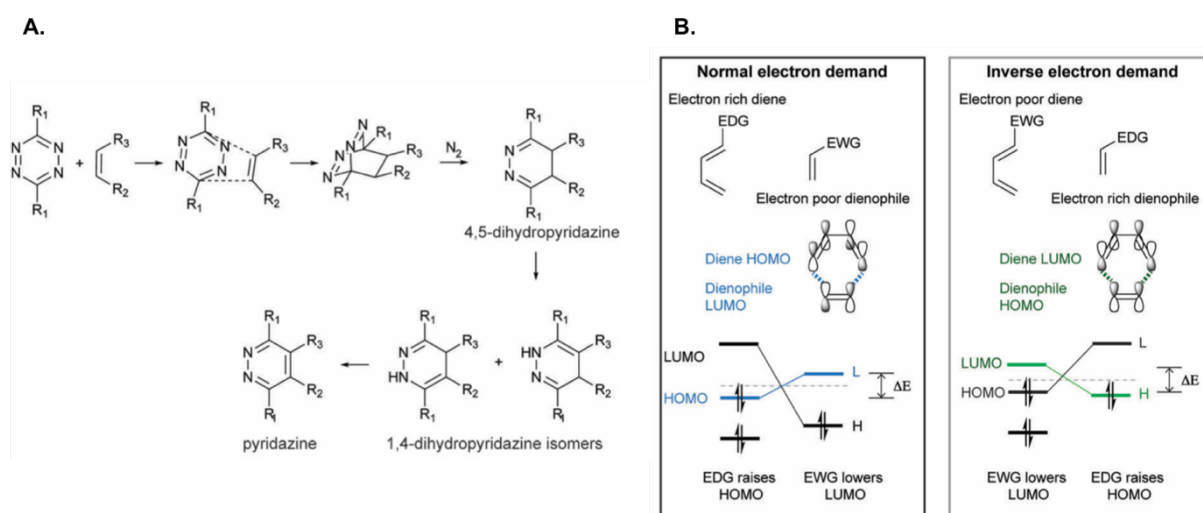 A.
B.
R₁
N
N
N
N
R₁
+
R₃
R₂
R₁
N
N
N
N
R₁
R₃
R₂
N
N
N
N
R₁
R₃
R₂
R₁
N₂
R₁
N
N
R₃
R₂
R₁
4,5-dihydropyridazine
R₁
N
N
R₃
R₂
R₁
pyridazine
R₁
N
HN
R₃
R₂
R₁
+
R₁
HN
N
R₃
R₂
R₁
1,4-dihydropyridazine isomers
Normal electron demand
Electron rich diene
EDG
EWG
Electron poor dienophile
Diene HOMO
Dienophile
LUMO
LUMO
HOMO
L
H
ΔE
EDG raises
HOMO
EWG lowers
LUMO
Inverse electron demand
Electron poor diene
EWG
EDG
Electron rich dienophile
Diene LUMO
Dienophile
HOMO
LUMO
HOMO
L
H
ΔE
EWG lowers
LUMO
EDG raises
HOMO